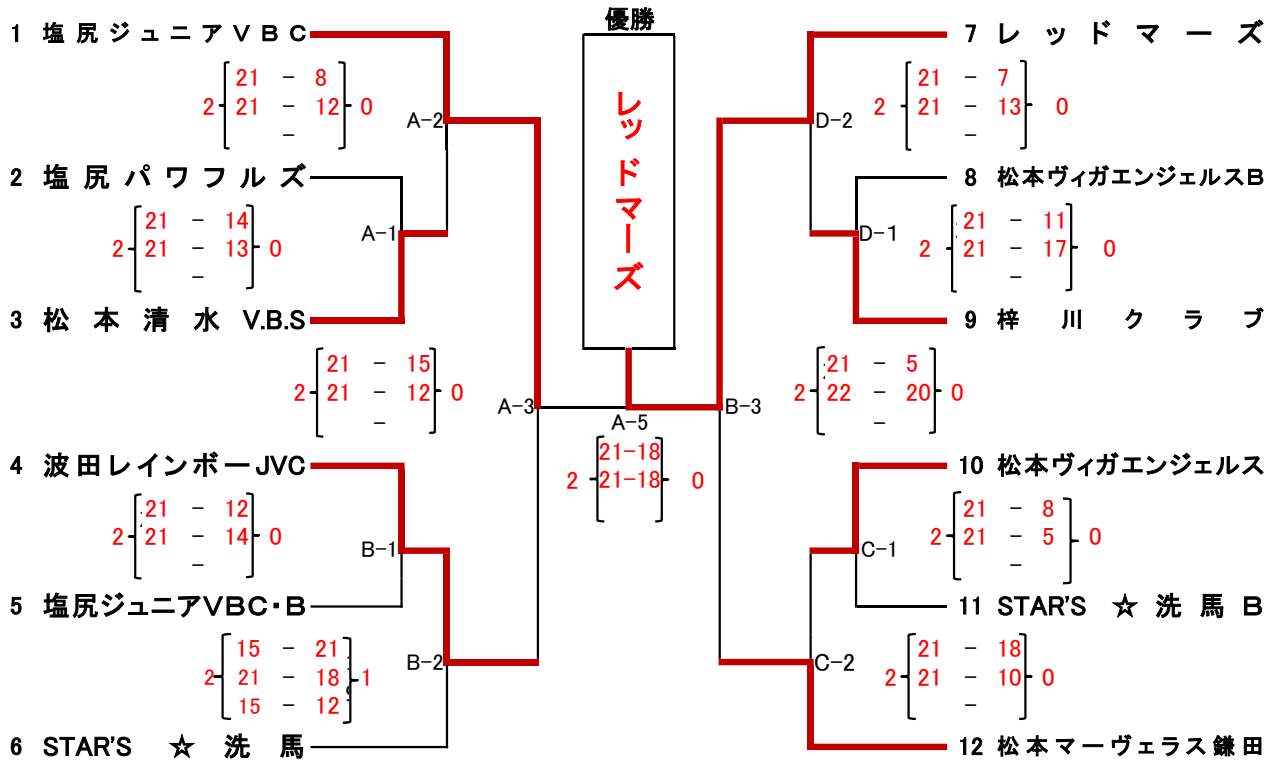 優勝
レッドマーズ
1 塩尻ジュニアVBC
21 - 8
2 21 - 12 0
-
A-2
2 塩尻パワフルズ
21 - 14
2 21 - 13 0
-
A-1
3 松本清水 V.B.S
21 - 15
2 21 - 12 0
-
A-3
4 波田レインボーJVC
21 - 12
2 21 - 14 0
-
B-1
5 塩尻ジュニアVBC・B
15 - 21
2 21 - 18 1
15 - 12
B-2
6 STAR'S ☆ 洗馬
A-5
21-18
2 21-18 0
7 レッドマーズ
21 - 7
2 21 - 13 0
-
D-2
8 松本ヴィガエンジェルスB
21 - 11
2 21 - 17 0
-
D-1
9 梓川クラブ
21 - 5
2 22 - 20 0
-
B-3
10 松本ヴィガエンジェルス
21 - 8
2 21 - 5 0
-
C-1
11 STAR'S ☆ 洗馬B
21 - 18
2 21 - 10 0
-
C-2
12 松本マーヴェラス鎌田